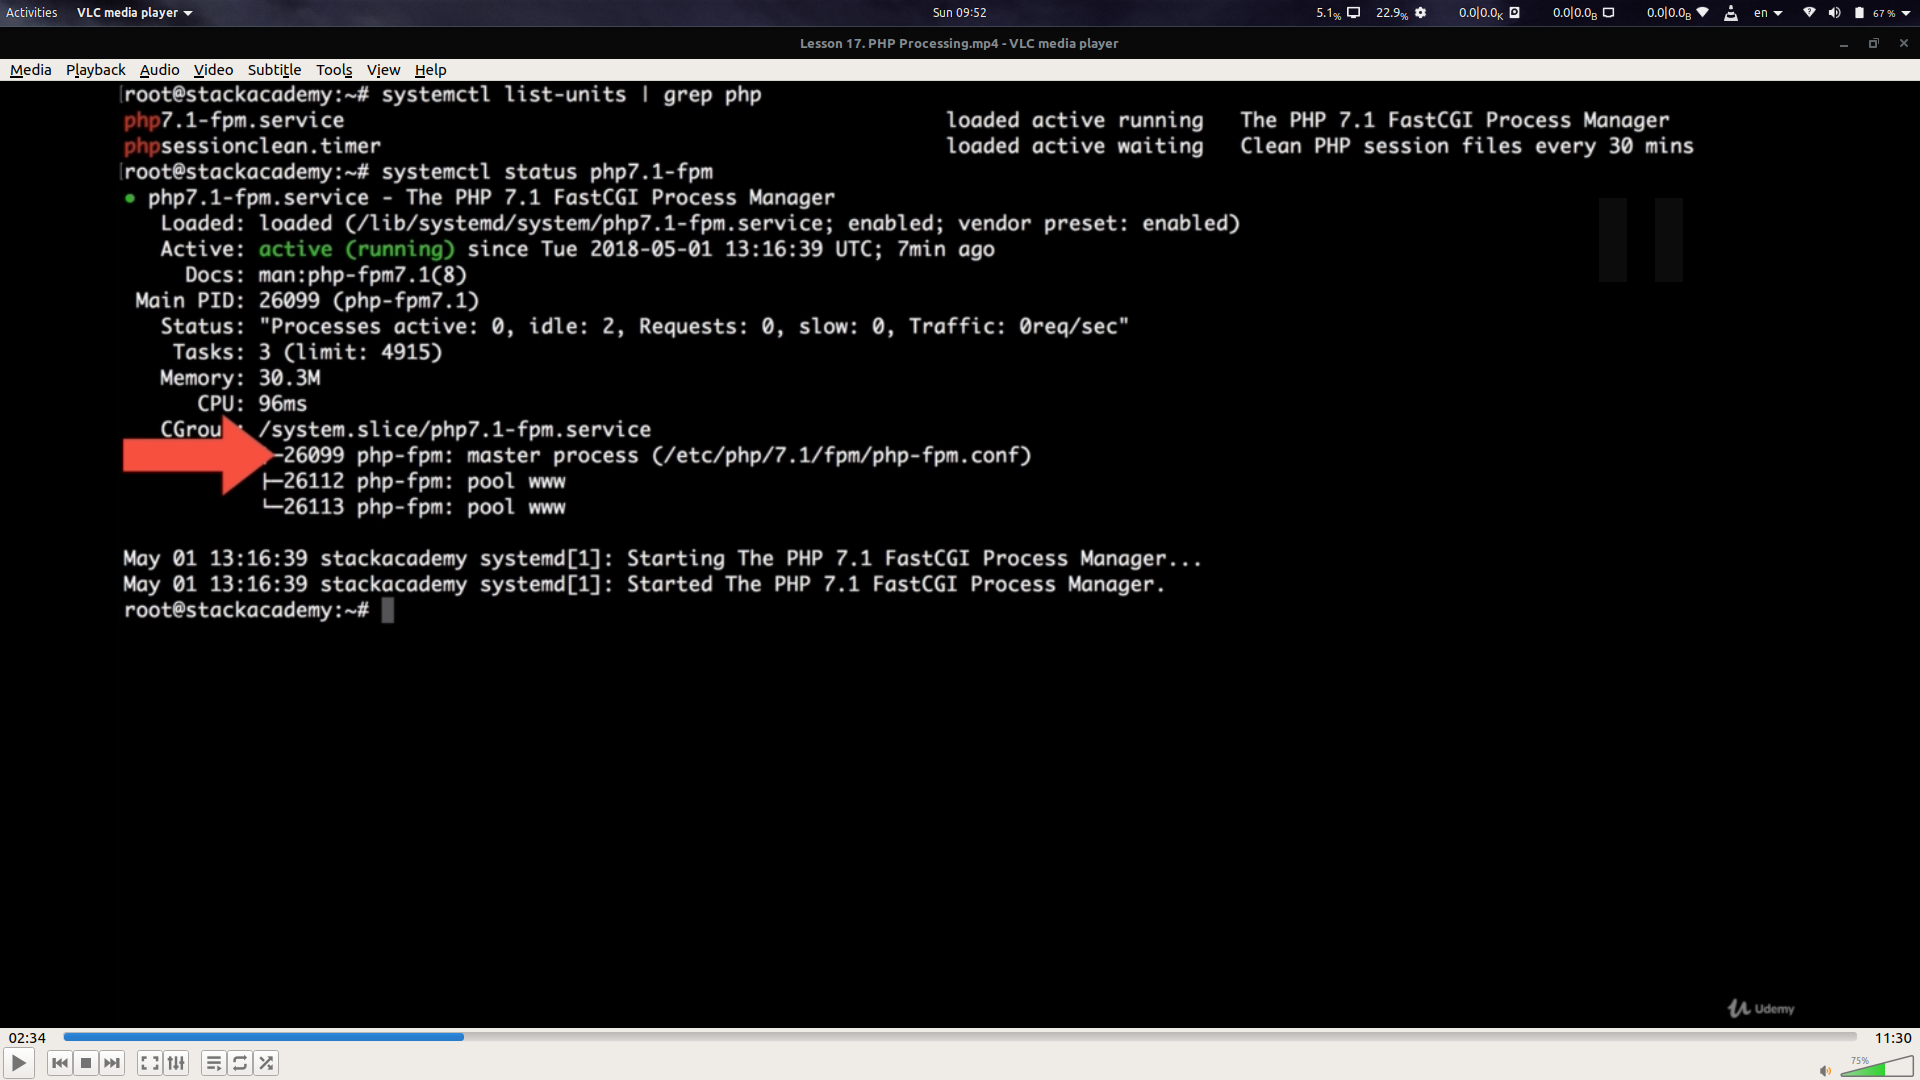 Activities VLC media player Sun 09:52 5.1% 22.9% 0.0|0.0K 0.0|0.0B 0.0|0.0B en 67 %
Lesson 17. PHP Processing.mp4 - VLC media player
Media Playback Audio Video Subtitle Tools View Help
[root@stackacademy:~# systemctl list-units | grep php
php7.1-fpm.service loaded active running The PHP 7.1 FastCGI Process Manager
phpsessionclean.timer loaded active waiting Clean PHP session files every 30 mins
[root@stackacademy:~# systemctl status php7.1-fpm
● php7.1-fpm.service - The PHP 7.1 FastCGI Process Manager
Loaded: loaded (/lib/systemd/system/php7.1-fpm.service; enabled; vendor preset: enabled)
Active: active (running) since Tue 2018-05-01 13:16:39 UTC; 7min ago
Docs: man:php-fpm7.1(8)
Main PID: 26099 (php-fpm7.1)
Status: "Processes active: 0, idle: 2, Requests: 0, slow: 0, Traffic: 0req/sec"
Tasks: 3 (limit: 4915)
Memory: 30.3M
CPU: 96ms
CGroup: /system.slice/php7.1-fpm.service
├─26099 php-fpm: master process (/etc/php/7.1/fpm/php-fpm.conf)
├─26112 php-fpm: pool www
└─26113 php-fpm: pool www
May 01 13:16:39 stackacademy systemd[1]: Starting The PHP 7.1 FastCGI Process Manager...
May 01 13:16:39 stackacademy systemd[1]: Started The PHP 7.1 FastCGI Process Manager.
root@stackacademy:~#
Udemy
02:34 11:30
75%